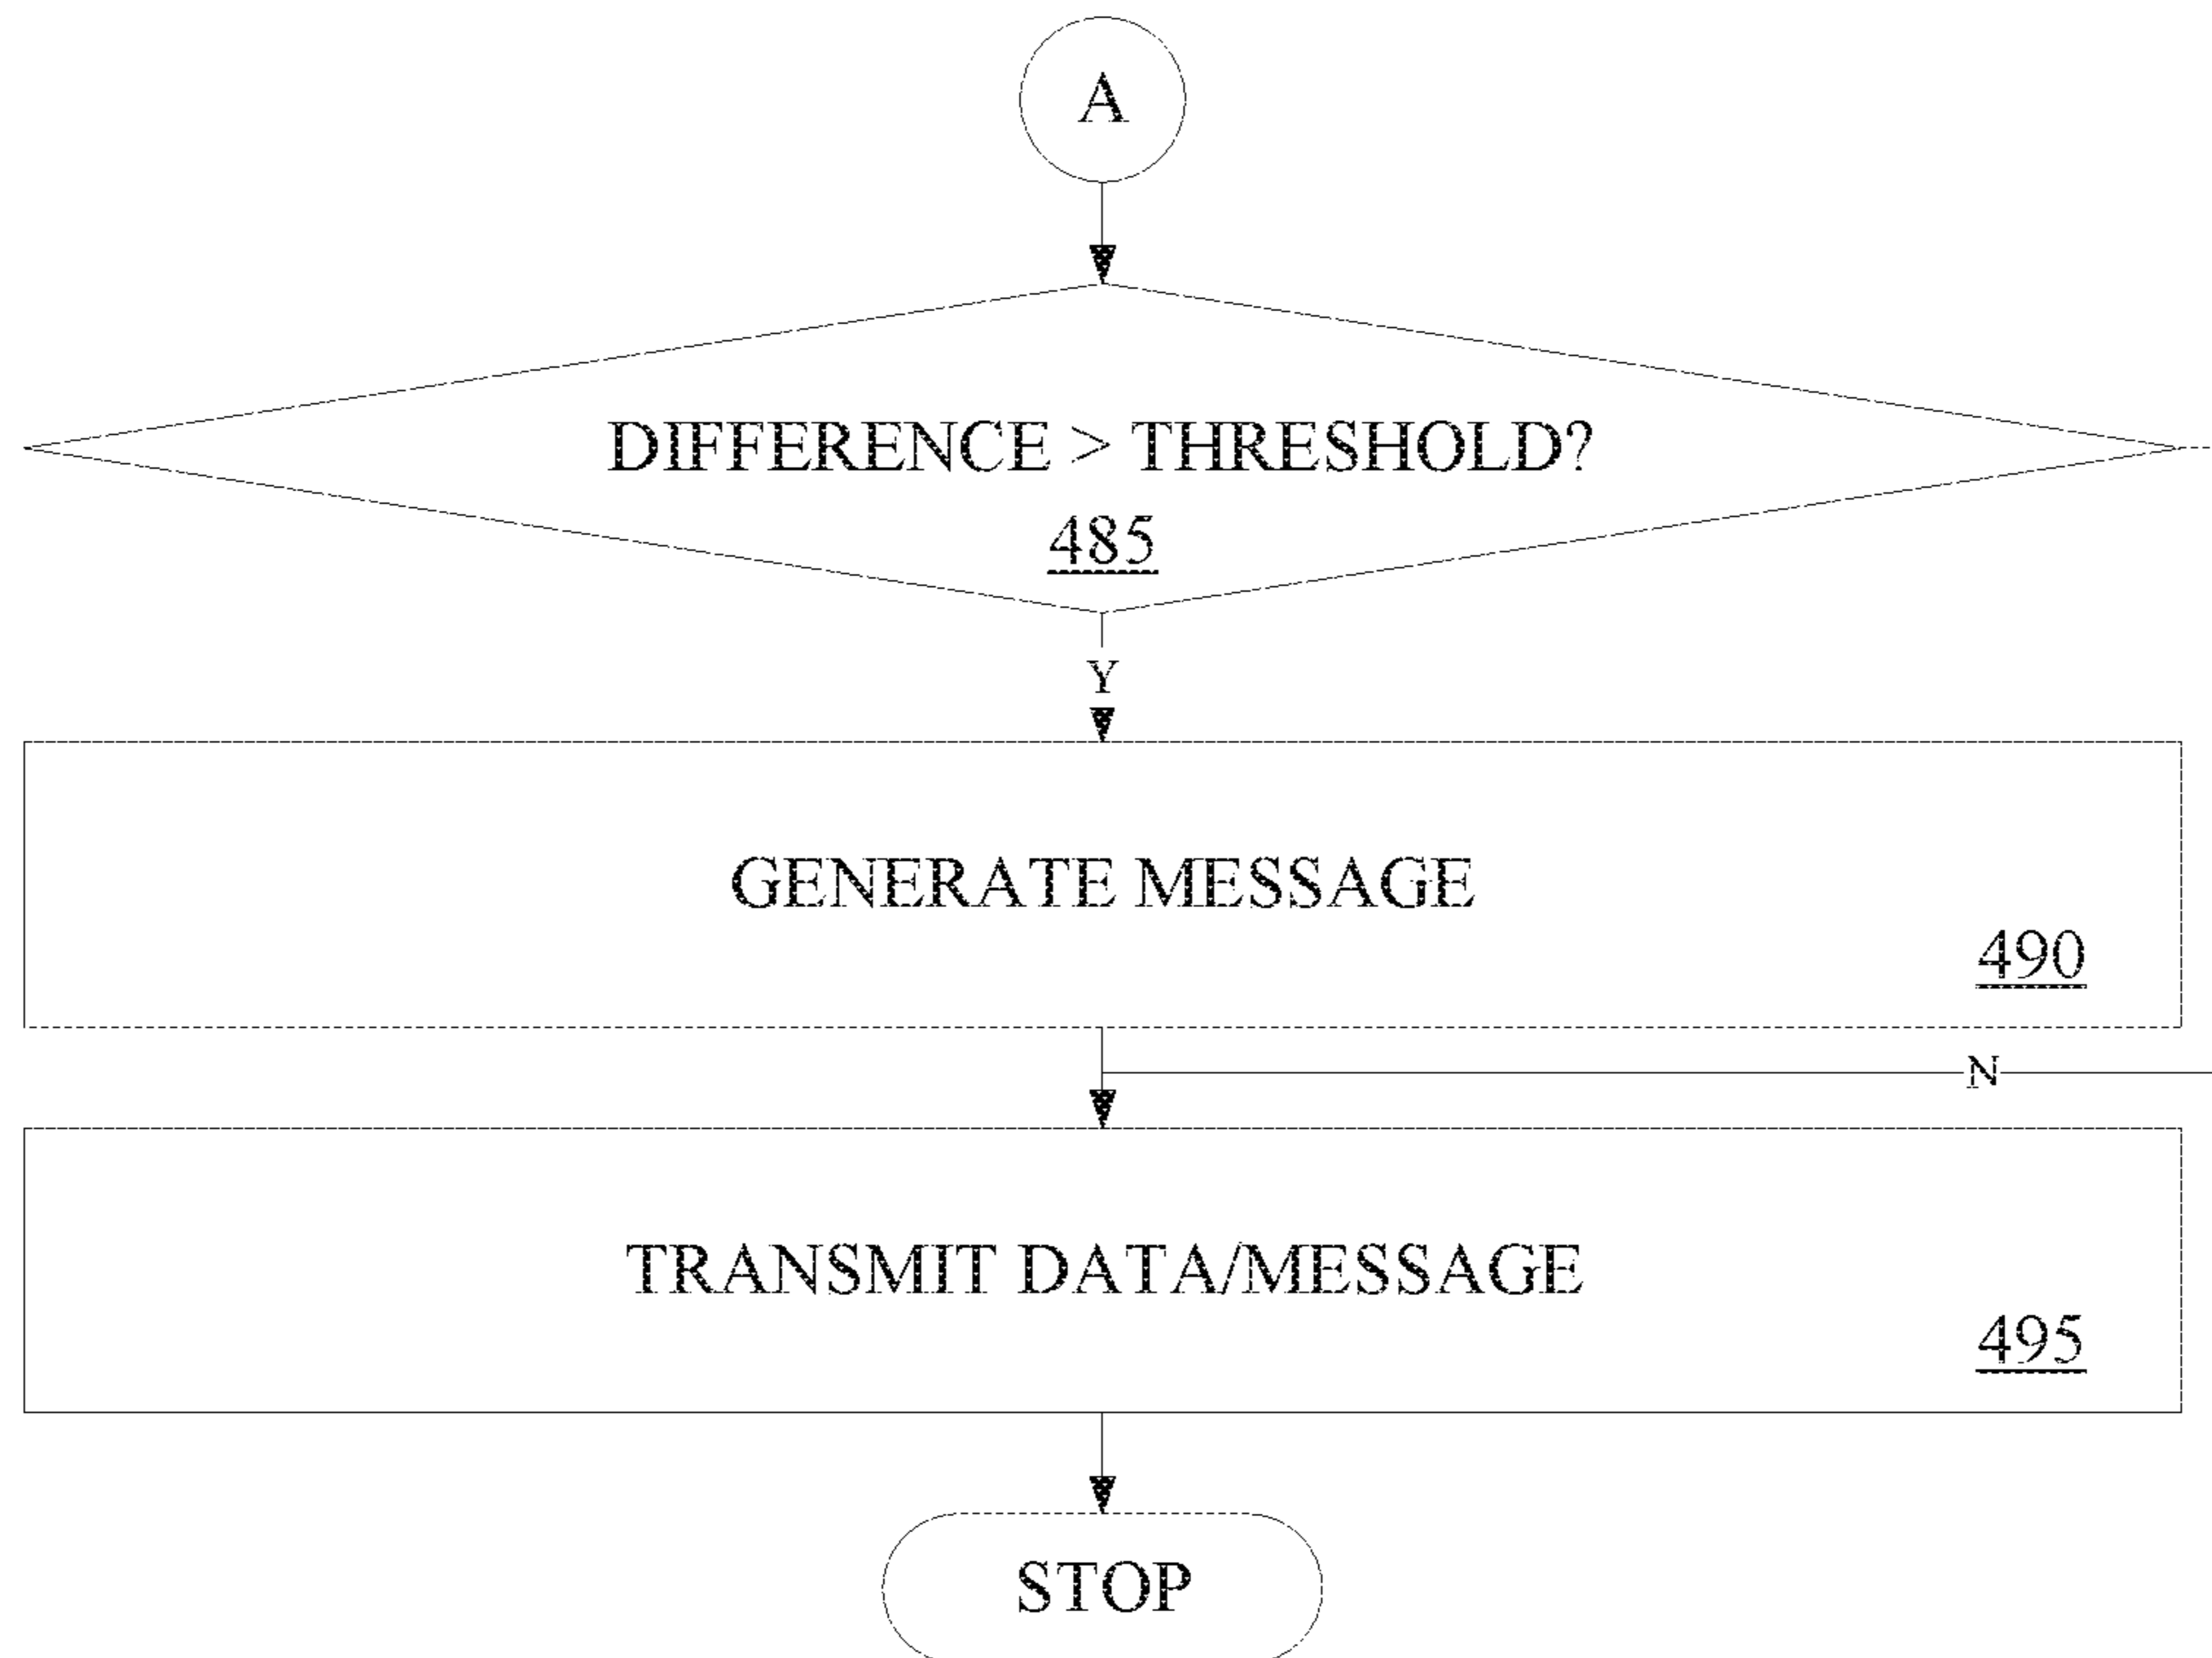 A
DIFFERENCE > THRESHOLD?
485
Y
GENERATE MESSAGE
490
N
TRANSMIT DATA/MESSAGE
495
STOP